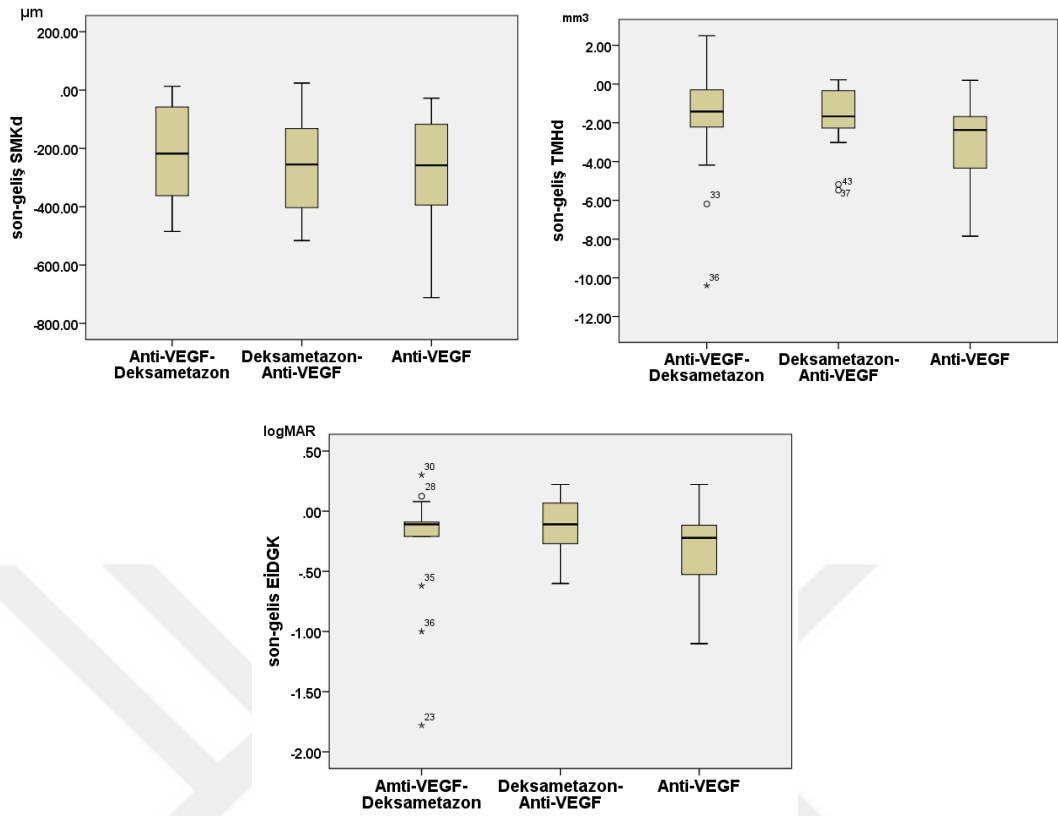 µm
200.00
.00
-200.00
-400.00
-600.00
-800.00
son-geliş SMKd
Anti-VEGF-
Deksametazon
Deksametazon-
Anti-VEGF
Anti-VEGF
mm3
2.00
.00
-2.00
-4.00
-6.00
-8.00
-10.00
-12.00
son-geliş TMHd
33
36
43
37
Anti-VEGF-
Deksametazon
Deksametazon-
Anti-VEGF
Anti-VEGF
logMAR
.50
.00
-.50
-1.00
-1.50
-2.00
son-gelis EİDGK
30
28
35
36
23
Amti-VEGF-
Deksametazon
Deksametazon-
Anti-VEGF
Anti-VEGF